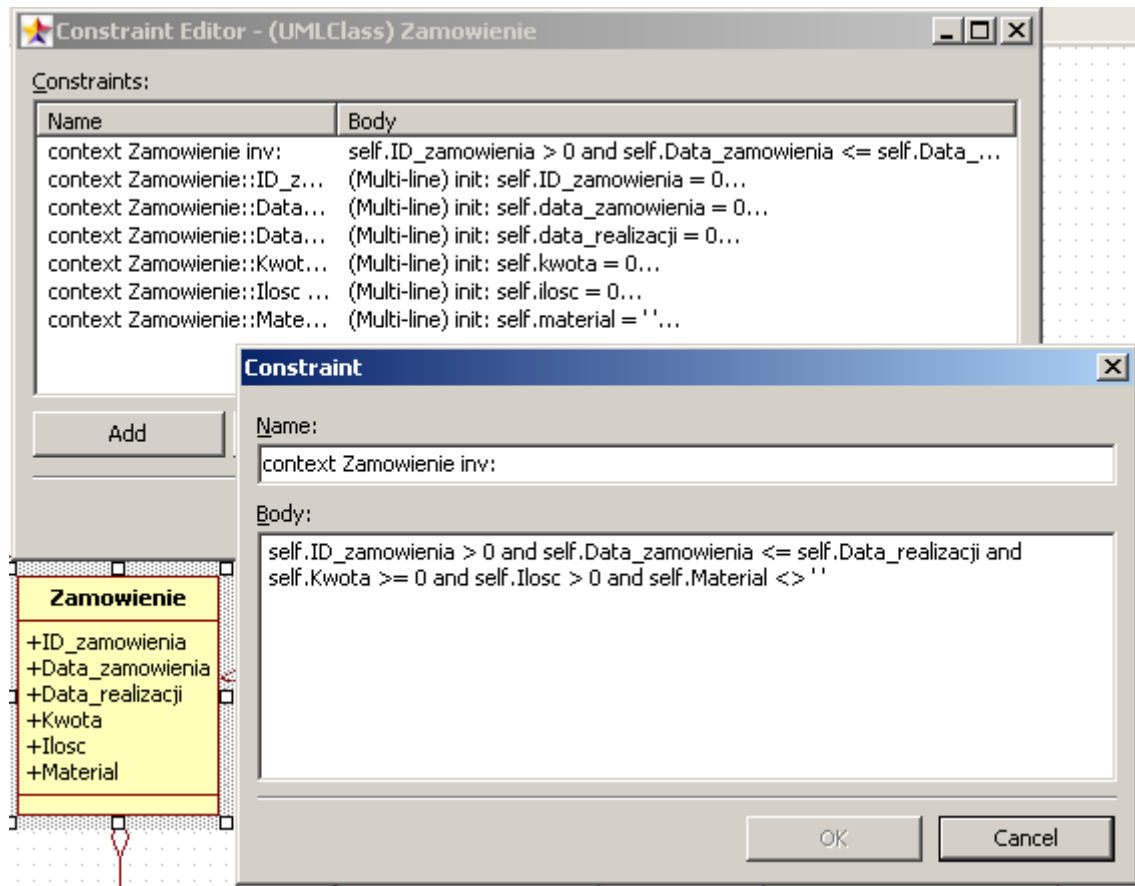 Constraint Editor - (UMLClass) Zamowienie
Constraints:
Name Body
context Zamowienie inv: self.ID_zamowienia > 0 and self.Data_zamowienia <= self.Data_...
context Zamowienie::ID_z... (Multi-line) init: self.ID_zamowienia = 0...
context Zamowienie::Data... (Multi-line) init: self.data_zamowienia = 0...
context Zamowienie::Data... (Multi-line) init: self.data_realizacji = 0...
context Zamowienie::Kwot... (Multi-line) init: self.kwota = 0...
context Zamowienie::Ilosc ... (Multi-line) init: self.ilosc = 0...
context Zamowienie::Mate... (Multi-line) init: self.material = ' '...
Add
Constraint
Name:
context Zamowienie inv:
Body:
self.ID_zamowienia > 0 and self.Data_zamowienia <= self.Data_realizacji and
self.Kwota >= 0 and self.Ilosc > 0 and self.Material <> ' '
OK Cancel
Zamowienie
+ID_zamowienia
+Data_zamowienia
+Data_realizacji
+Kwota
+Ilosc
+Material